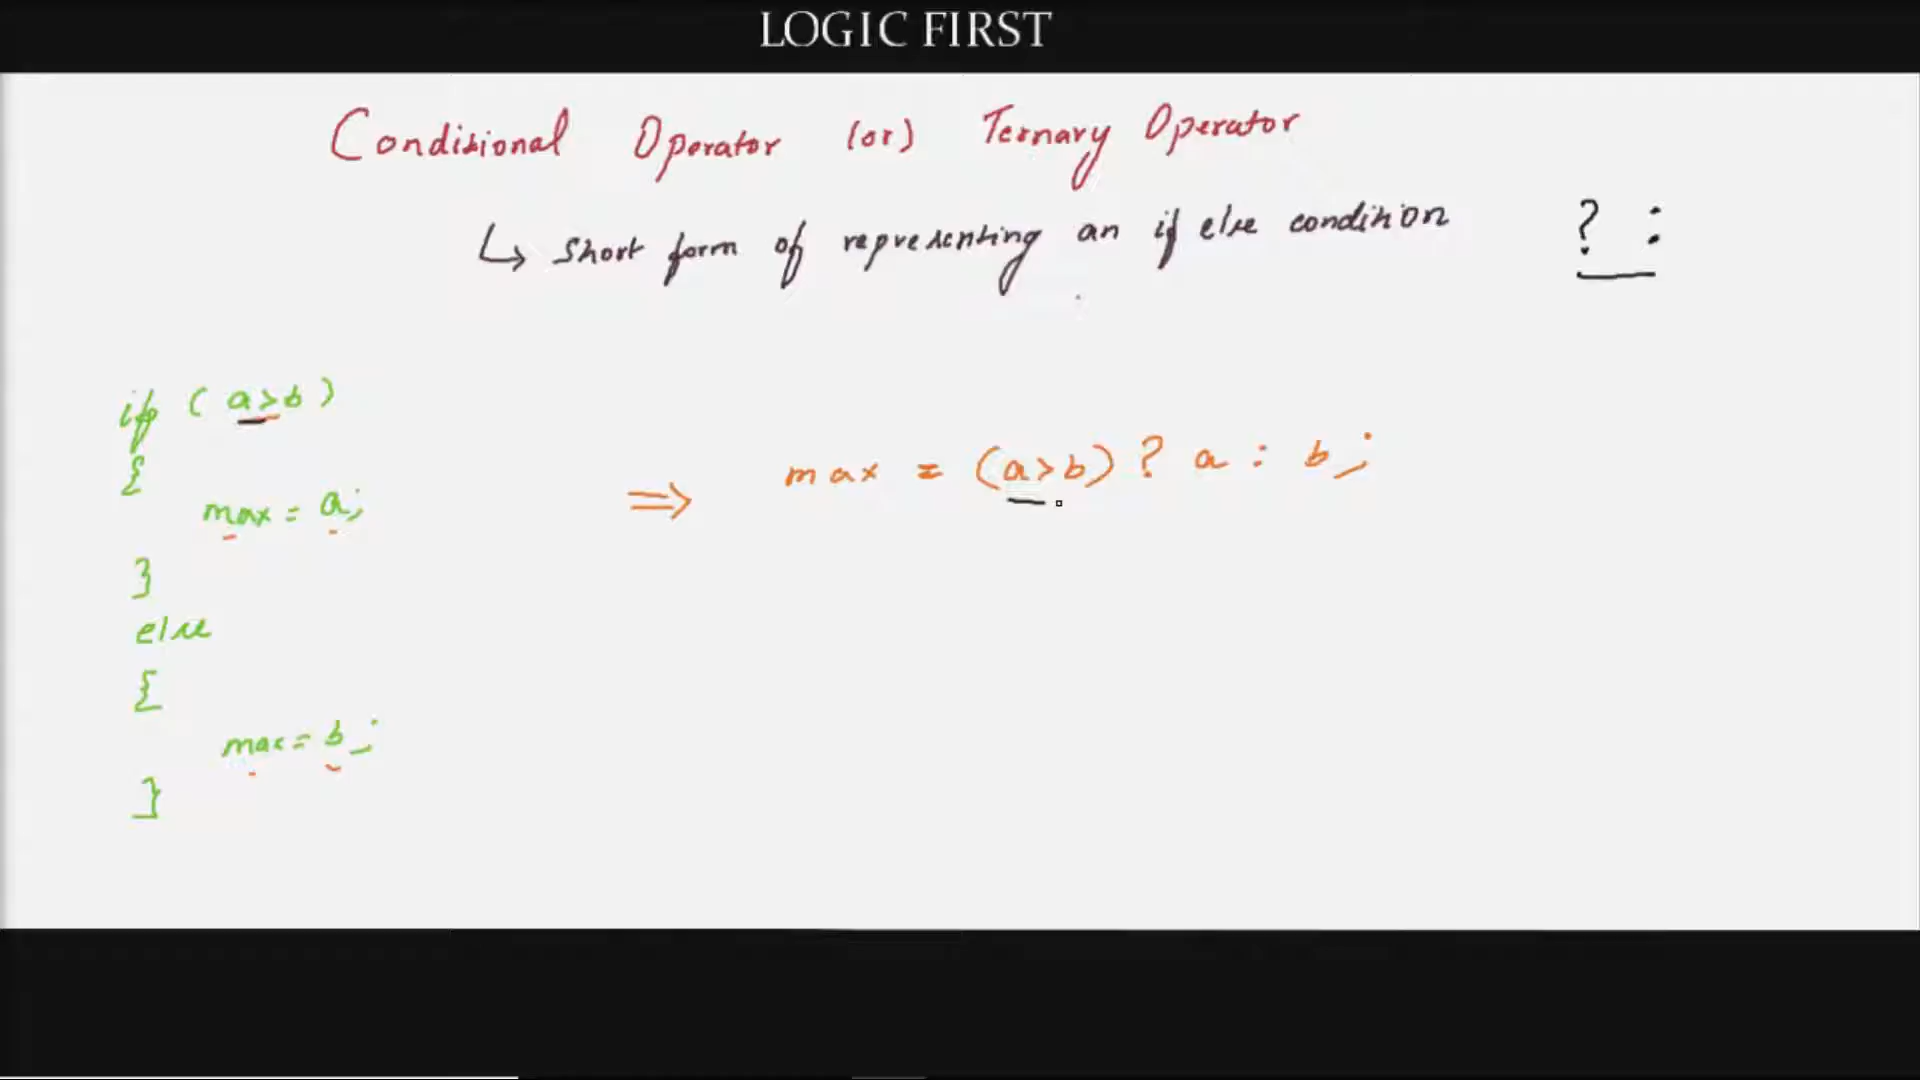 LOGIC FIRST
Conditional Operator (or) Ternary Operator
↳ Short form of representing an if else condition ? :
if (a>b)
{
max = a;
}
else
{
max = b;
}
⇒ max = (a>b) ? a : b;